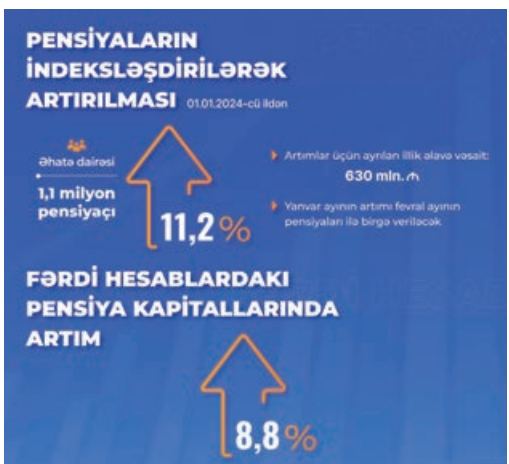 PENSİYALARIN
İNDEKSLƏŞDİRİLƏRƏK
ARTIRILMASI 01.01.2024-cü ildən
Əhatə dairəsi
1,1 milyon
pensiyaçı
11,2 %
Artımlar üçün ayrılan illik əlavə vəsait:
630 mln. ₼
Yanvar ayının artımı fevral ayının
pensiyaları ilə birgə veriləcək
FƏRDİ HESABLARDAKI
PENSİYA KAPİTALLARINDA
ARTIM
8,8 %